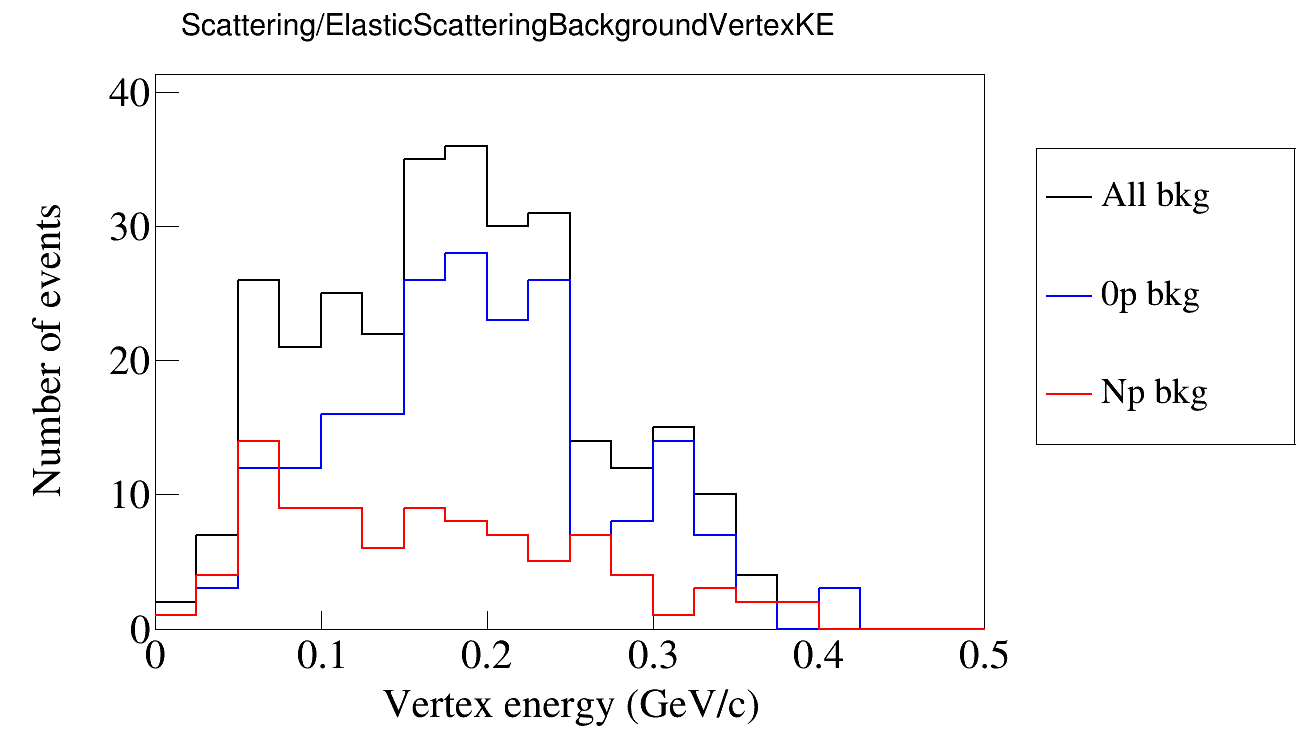 Scattering/ElasticScatteringBackgroundVertexKE
40
30
20
10
0
Number of events
0 0.1 0.2 0.3 0.4 0.5
Vertex energy (GeV/c)
All bkg
0p bkg
Np bkg